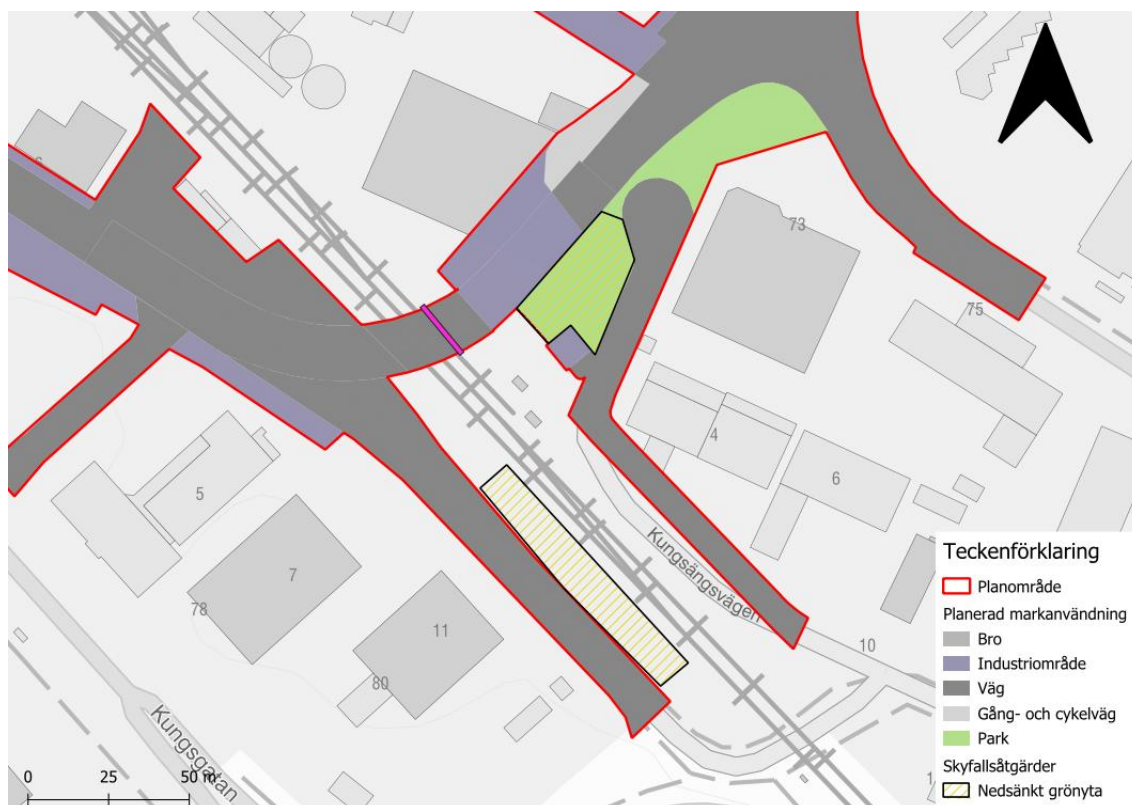 73
75
4
6
5
7
78
11
80
Kungsängsvägen
10
Kungsgatan
0 25 50 m
Teckenförklaring
Planområde
Planerad markanvändning
Bro
Industriområde
Väg
Gång- och cykelväg
Park
Skyfallsåtgärder
Nedsänkt grönyta